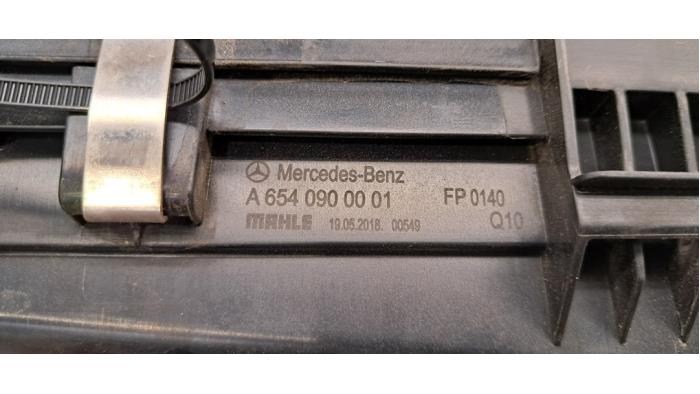 Mercedes-Benz
A 654 090 00 01 FP 0140
MAHLE 19.05.2018. 00549 Q10